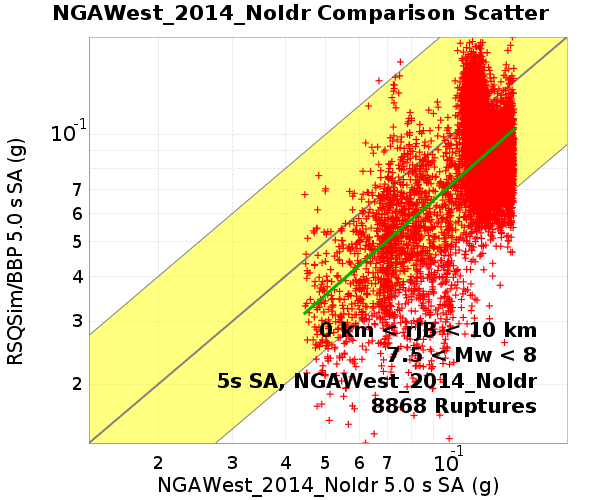 NGAWest_2014_NoIdr Comparison Scatter
RSQSim/BBP 5.0 s SA (g)
10-1
7
6
5
4
3
2
0 km < rJB < 10 km
7.5 < Mw < 8
5s SA, NGAWest_2014_NoIdr
8868 Ruptures
2 3 4 5 6 7 10-1
NGAWest_2014_NoIdr 5.0 s SA (g)